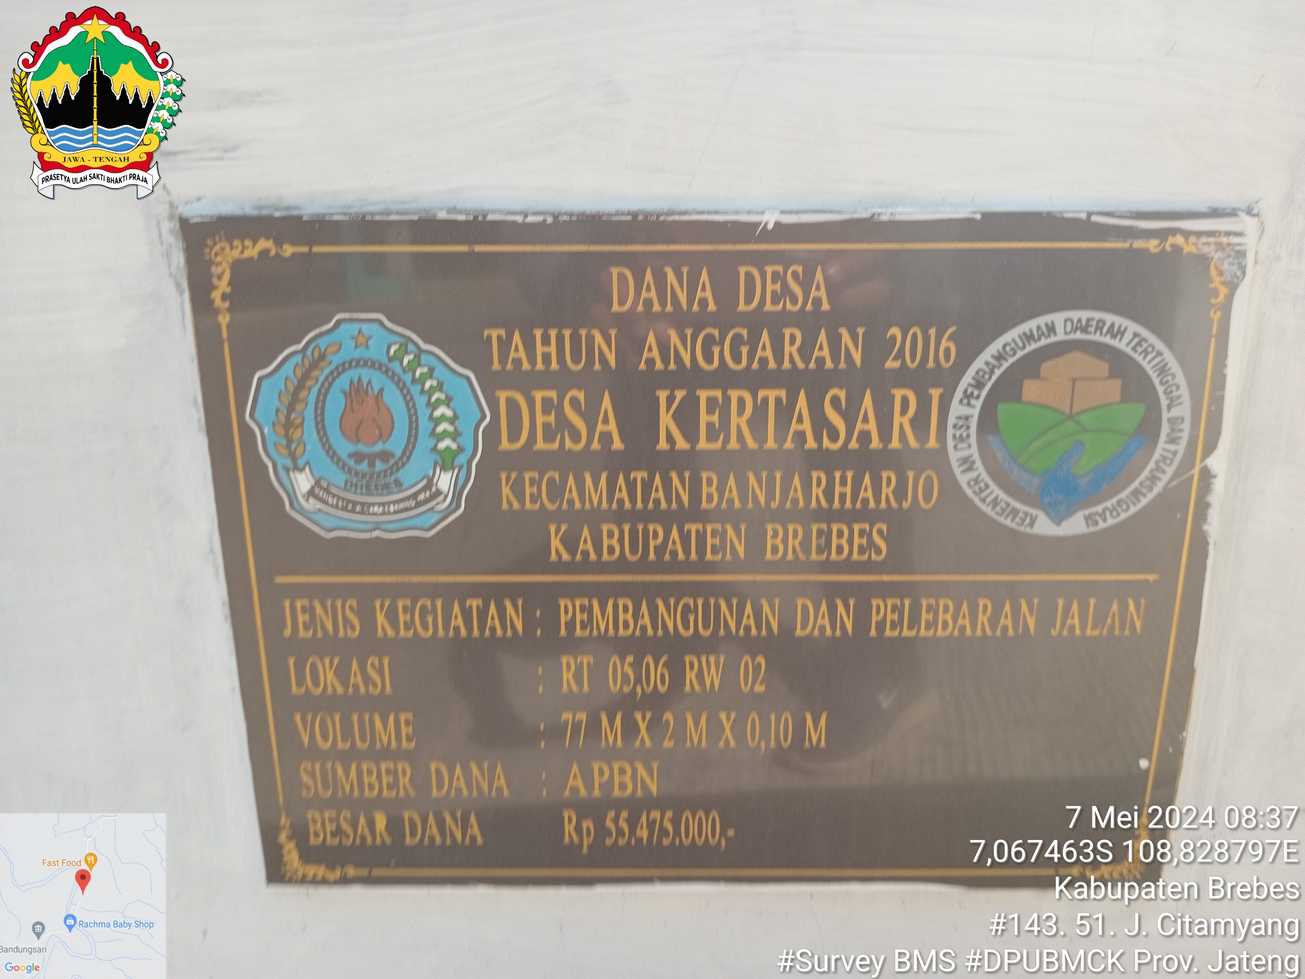 JAWA - TENGAH
PRASETYA ULAH SAKTI BHAKTI PRAJA
DANA DESA
TAHUN ANGGARAN 2016
DESA KERTASARI
KECAMATAN BANJARHARJO
KABUPATEN BREBES
KEMENTERIAN DESA PEMBANGUNAN DAERAH TERTINGGAL DAN TRANSMIGRASI
JENIS KEGIATAN : PEMBANGUNAN DAN PELEBARAN JALAN
LOKASI : RT 05,06 RW 02
VOLUME : 77 M X 2 M X 0,10 M
SUMBER DANA : APBN
BESAR DANA Rp 55.475.000,-
Fast Food
Rachma Baby Shop
Bandungsari
Google
7 Mei 2024 08:37
7,067463S 108,828797E
Kabupaten Brebes
#143. 51. J. Citamyang
#Survey BMS #DPUBMCK Prov. Jateng